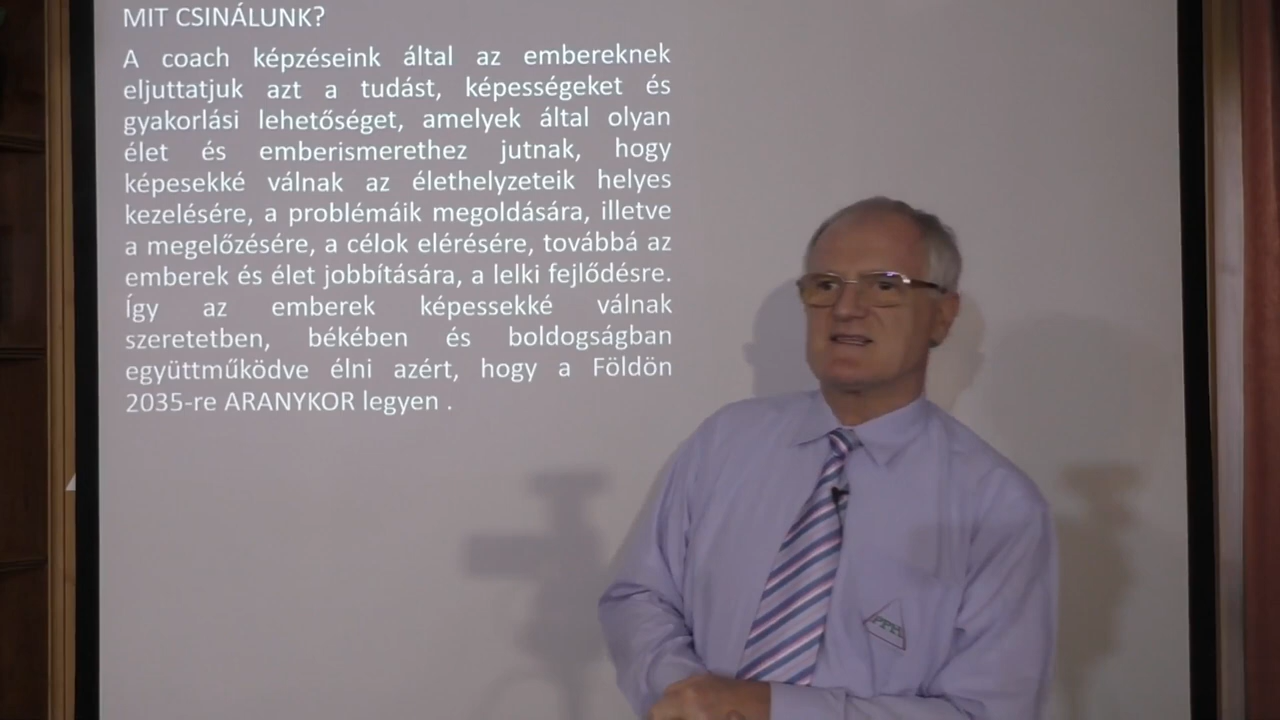 MIT CSINÁLUNK?
A coach képzéseink által az embereknek
eljuttatjuk azt a tudást, képességeket és
gyakorlási lehetőséget, amelyek által olyan
élet és emberismerethez jutnak, hogy
képesekké válnak az élethelyzeteik helyes
kezelésére, a problémáik megoldására, illetve
a megelőzésére, a célok elérésére, továbbá az
emberek és élet jobbítására, a lelki fejlődésre.
Így az emberek képessekké válnak
szeretetben, békében és boldogságban
együttműködve élni azért, hogy a Földön
2035-re ARANYKOR legyen .